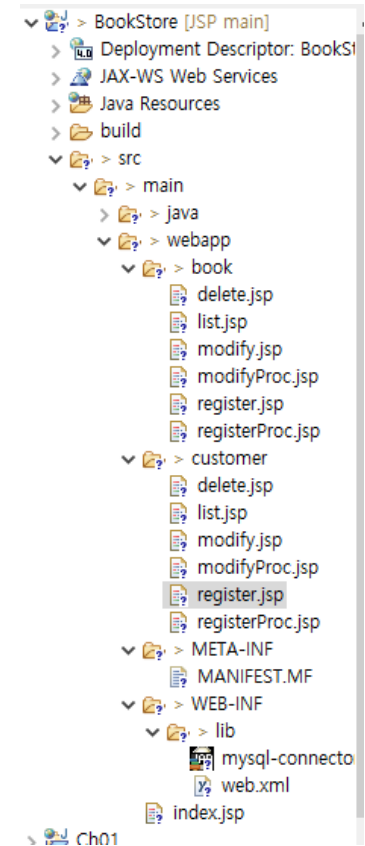 > BookStore [JSP main]
Deployment Descriptor: BookSt
JAX-WS Web Services
Java Resources
build
> src
> main
> java
> webapp
> book
delete.jsp
list.jsp
modify.jsp
modifyProc.jsp
register.jsp
registerProc.jsp
> customer
delete.jsp
list.jsp
modify.jsp
modifyProc.jsp
register.jsp
registerProc.jsp
> META-INF
MANIFEST.MF
> WEB-INF
> lib
mysql-connecto
web.xml
index.jsp
Ch01